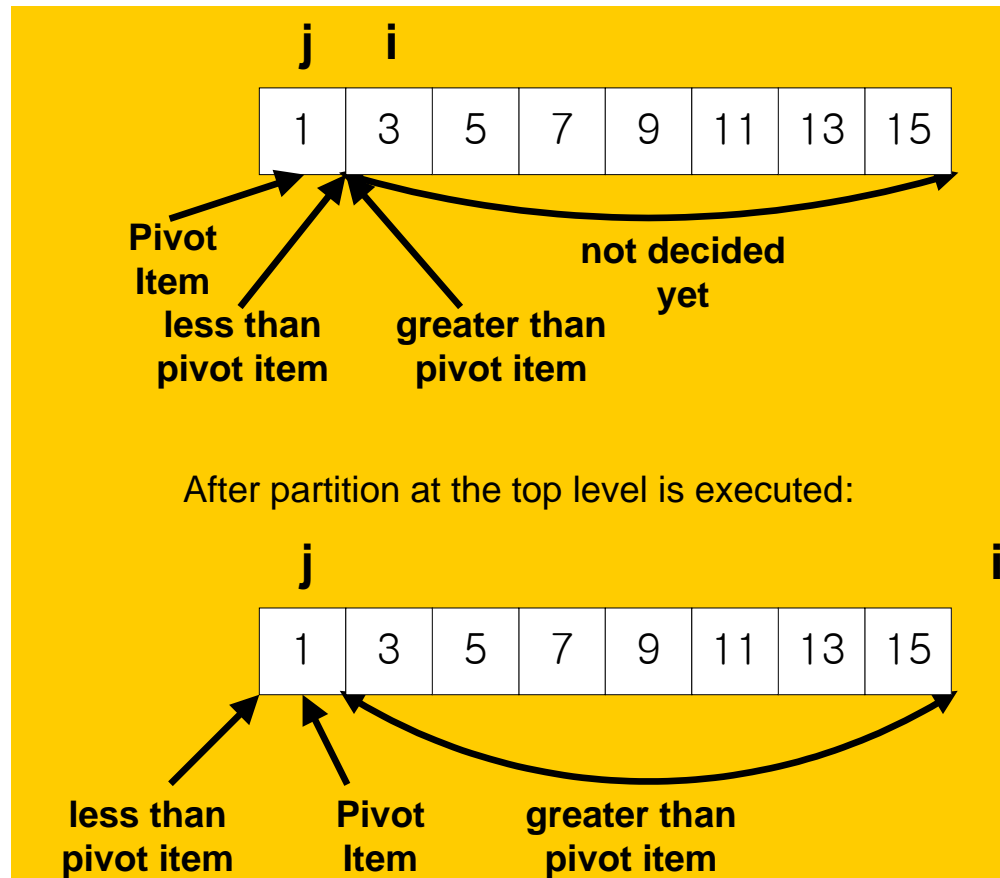 j i
1 3 5 7 9 11 13 15
Pivot
Item
less than
pivot item
greater than
pivot item
not decided
yet
After partition at the top level is executed:
j i
1 3 5 7 9 11 13 15
less than
pivot item
Pivot
Item
greater than
pivot item